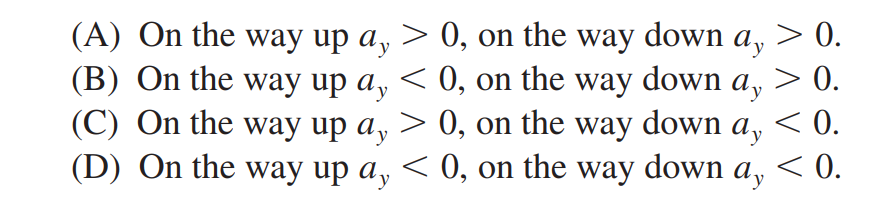 (A) On the way up a_y > 0, on the way down a_y > 0.
(B) On the way up a_y < 0, on the way down a_y > 0.
(C) On the way up a_y > 0, on the way down a_y < 0.
(D) On the way up a_y < 0, on the way down a_y < 0.